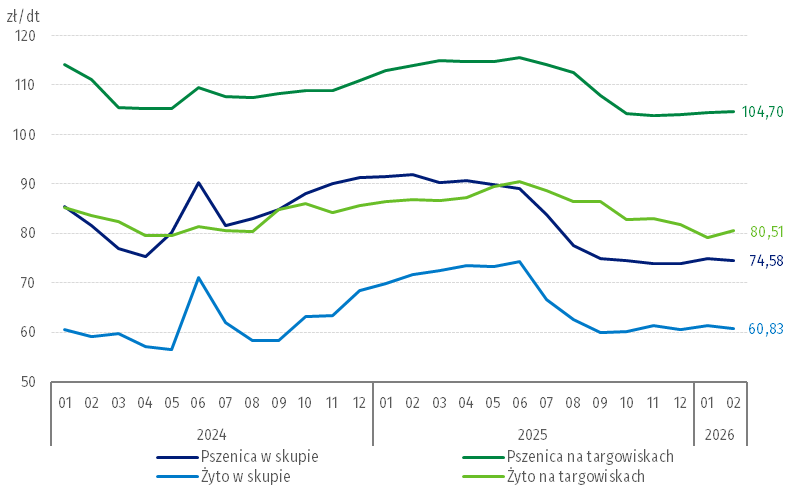 zł/dt
120
110
104,70
100
90
80,51
80
74,58
70
60,83
60
50
01 02 03 04 05 06 07 08 09 10 11 12 01 02 03 04 05 06 07 08 09 10 11 12 01 02
2024 2025 2026
Pszenica w skupie Pszenica na targowiskach
Żyto w skupie Żyto na targowiskach